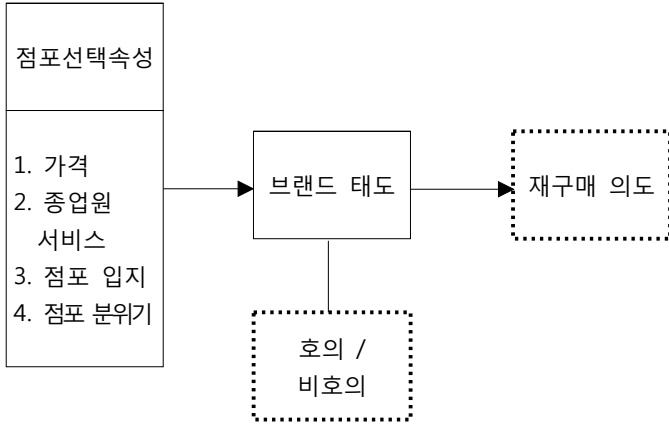 점포선택속성
1. 가격
2. 종업원
서비스
3. 점포 입지
4. 점포 분위기
브랜드 태도
재구매 의도
호의 /
비호의